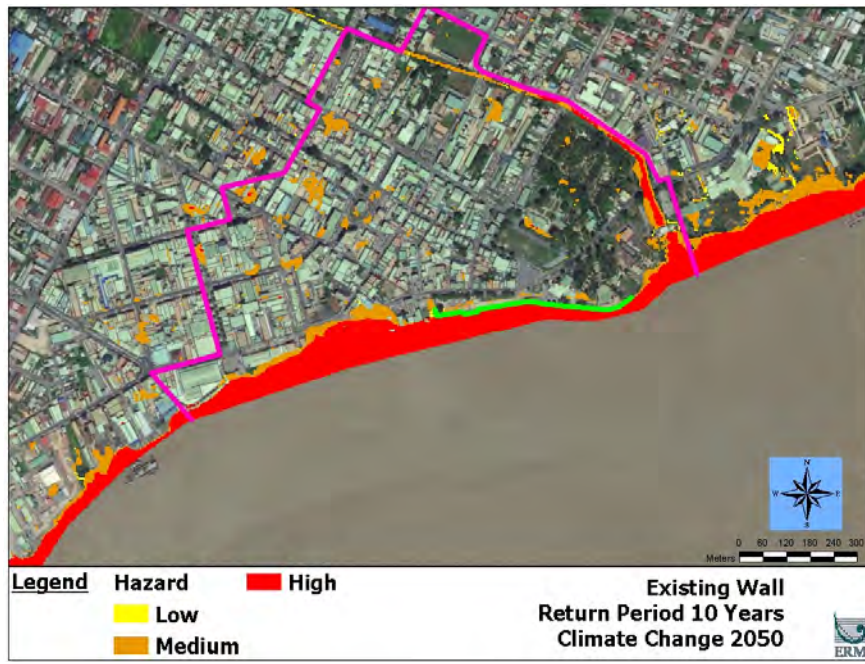 N
W E
S
0 60 120 180 240 300
Meters
Legend Hazard High
Low
Medium
Existing Wall
Return Period 10 Years
Climate Change 2050
ERM